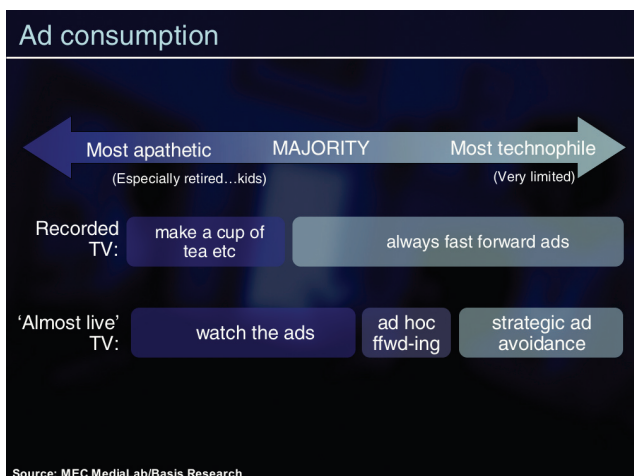 Ad consumption
Most apathetic
MAJORITY
Most technophile
(Especially retired…kids)
(Very limited)
Recorded
TV:
make a cup of
tea etc
always fast forward ads
'Almost live'
TV:
watch the ads
ad hoc
ffwd-ing
strategic ad
avoidance
Source: MEC MediaLab/Basis Research